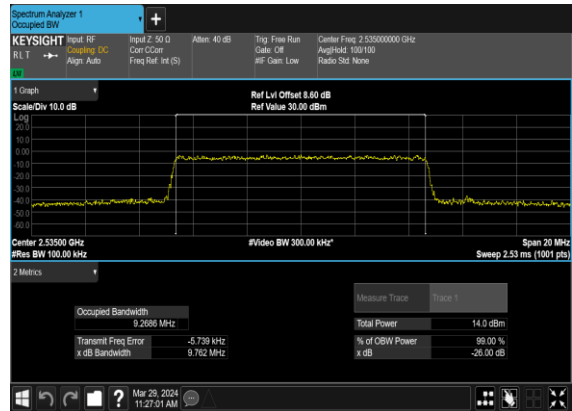 Spectrum Analyzer 1
Occupied BW
+
KEYSIGHT Input: RF Input Z: 50 Ω Atten: 40 dB Trig: Free Run Center Freq: 2.535000000 GHz
RLT Coupling: DC Corr CCorr Gate: Off Avg|Hold: 100/100
Align: Auto Freq Ref: Int (S) #IF Gain: Low Radio Std: None
1 Graph Ref Lvl Offset 8.60 dB
Scale/Div 10.0 dB Ref Value 30.00 dBm
Log
20.0
10.0
0.00
-10.0
-20.0
-30.0
-40.0
-50.0
-60.0
Center 2.53500 GHz #Video BW 300.00 kHz* Span 20 MHz
#Res BW 100.00 kHz Sweep 2.53 ms (1001 pts)
2 Metrics
Measure Trace Trace 1
Occupied Bandwidth
9.2686 MHz Total Power 14.0 dBm
Transmit Freq Error -5.739 kHz % of OBW Power 99.00 %
x dB Bandwidth 9.762 MHz x dB -26.00 dB
? Mar 29, 2024
11:27:01 AM